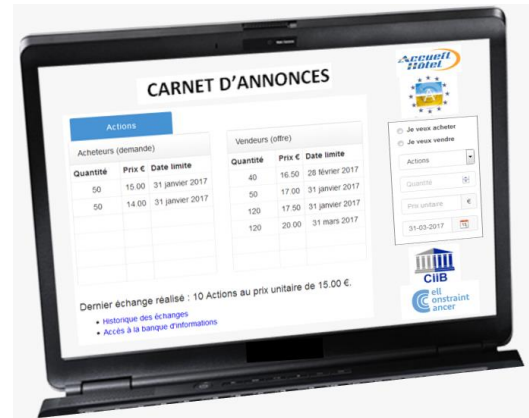 CARNET D'ANNONCES
Actions
Acheteurs (demande)
Quantité Prix € Date limite
50 15.00 31 janvier 2017
50 14.00 31 janvier 2017
Vendeurs (offre)
Quantité Prix € Date limite
40 16.50 28 février 2017
50 17.00 31 janvier 2017
120 17.50 31 janvier 2017
120 20.00 31 mars 2017
Dernier échange réalisé : 10 Actions au prix unitaire de 15.00 €.
• Historique des échanges
• Accès à la banque d'informations
Accueil
Hôtel
A
Je veux acheter
Je veux vendre
Actions
Quantité
Prix unitaire €
31-03-2017
CiiB
Cell
Constraint
Cancer